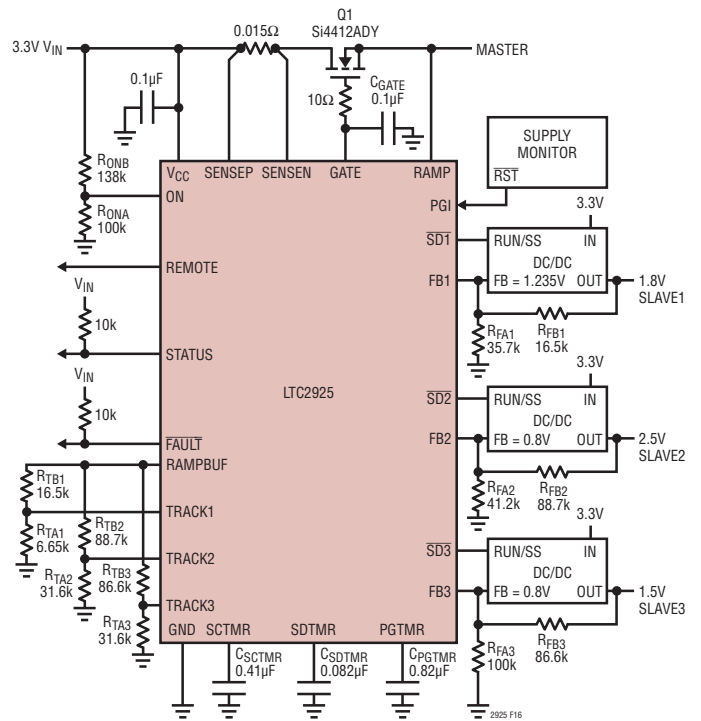 Q1
Si4412ADY
0.015Ω
3.3V VIN
MASTER
0.1µF
10Ω
CGATE
0.1µF
SUPPLY
MONITOR
RST
RONB
138k
RONA
100k
VCC
SENSEP
SENSEN
GATE
RAMP
ON
PGI
REMOTE
VIN
10k
STATUS
VIN
10k
FAULT
RAMPBUF
LTC2925
SD1
FB1
3.3V
RUN/SS
IN
DC/DC
FB = 1.235V
OUT
1.8V
SLAVE1
RFA1
35.7k
RFB1
16.5k
SD2
FB2
3.3V
RUN/SS
IN
DC/DC
FB = 0.8V
OUT
2.5V
SLAVE2
RFA2
41.2k
RFB2
88.7k
SD3
FB3
3.3V
RUN/SS
IN
DC/DC
FB = 0.8V
OUT
1.5V
SLAVE3
RFA3
100k
RFB3
86.6k
RTB1
16.5k
RTA1
6.65k
RTB2
88.7k
RTA2
31.6k
RTB3
86.6k
RTA3
31.6k
TRACK1
TRACK2
TRACK3
GND
SCTMR
SDTMR
PGTMR
CSCTMR
0.41µF
CSDTMR
0.082µF
CPGTMR
0.82µF
2925 F16